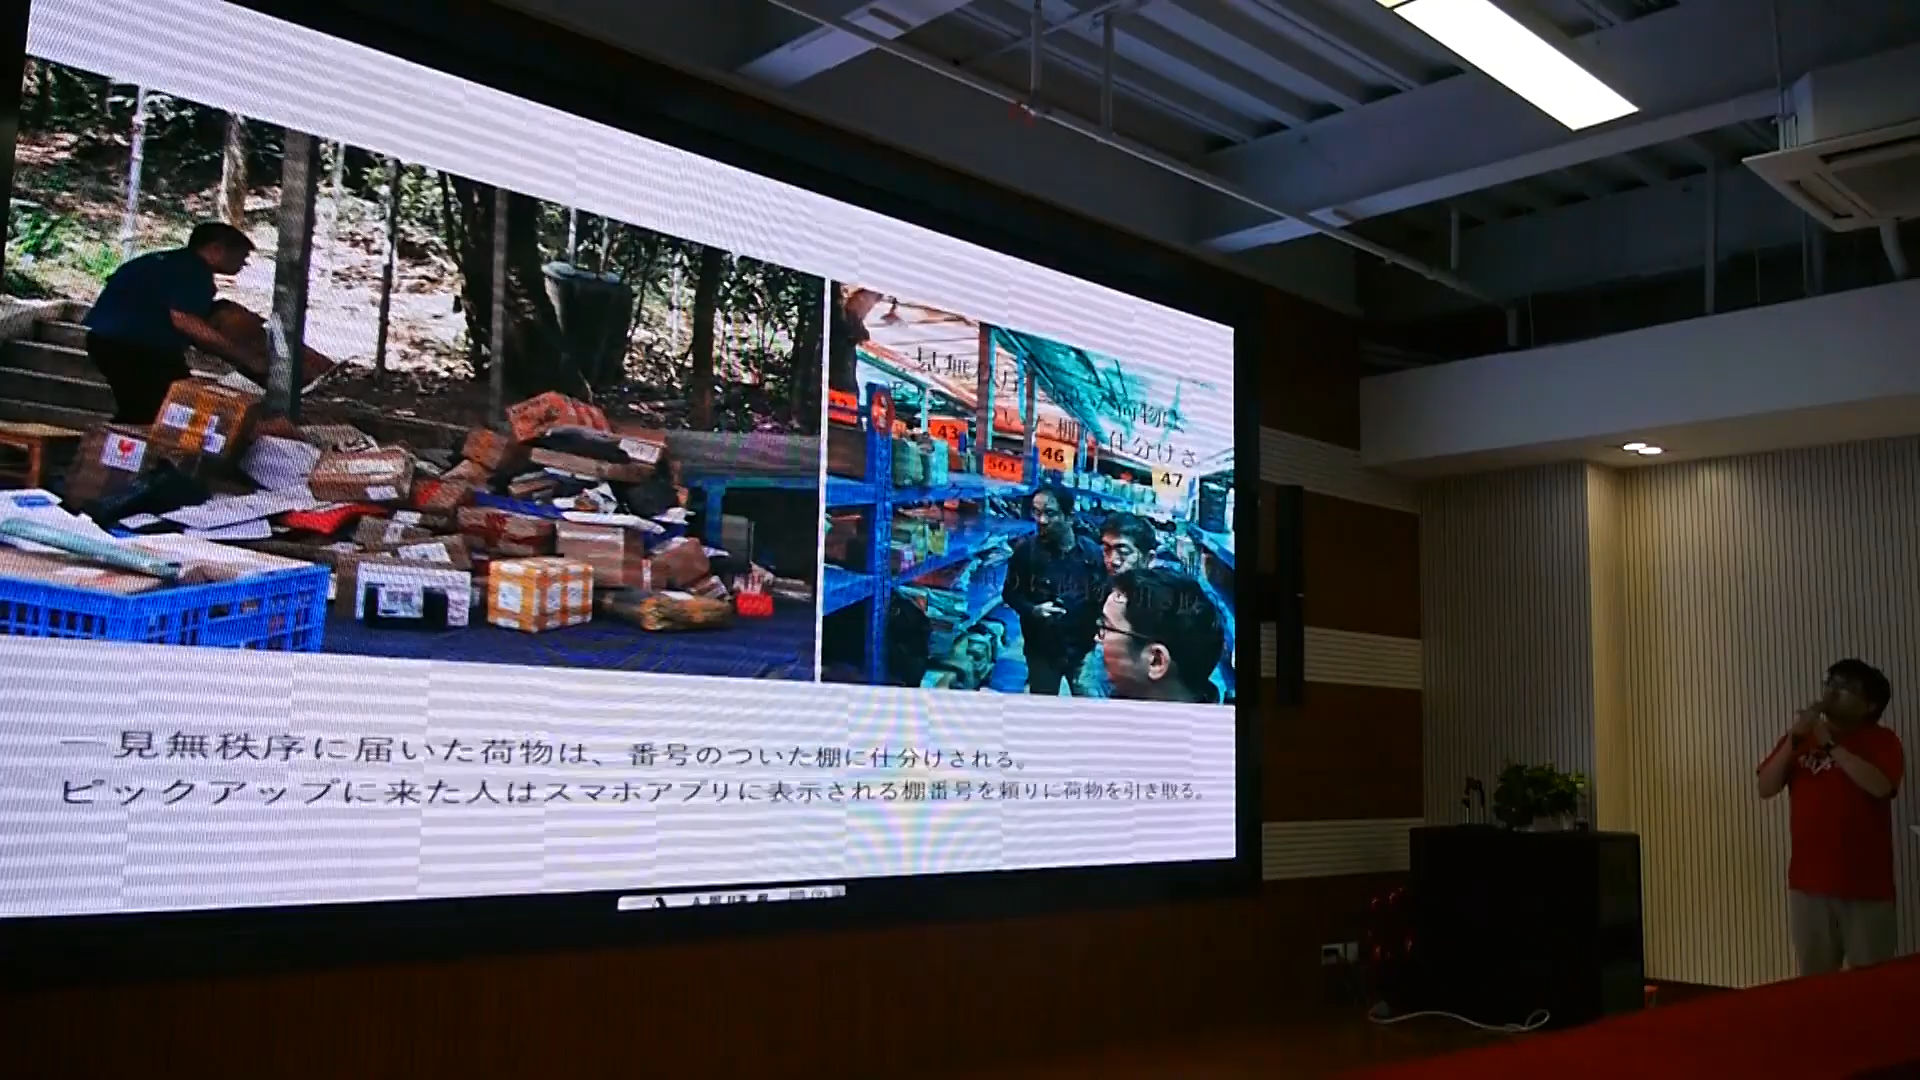 43
561
46
47
一見無秩序に届いた荷物は、番号のついた棚に仕分けされる。
ピックアップに来た人はスマホアプリに表示される棚番号を頼りに荷物を引き取る。